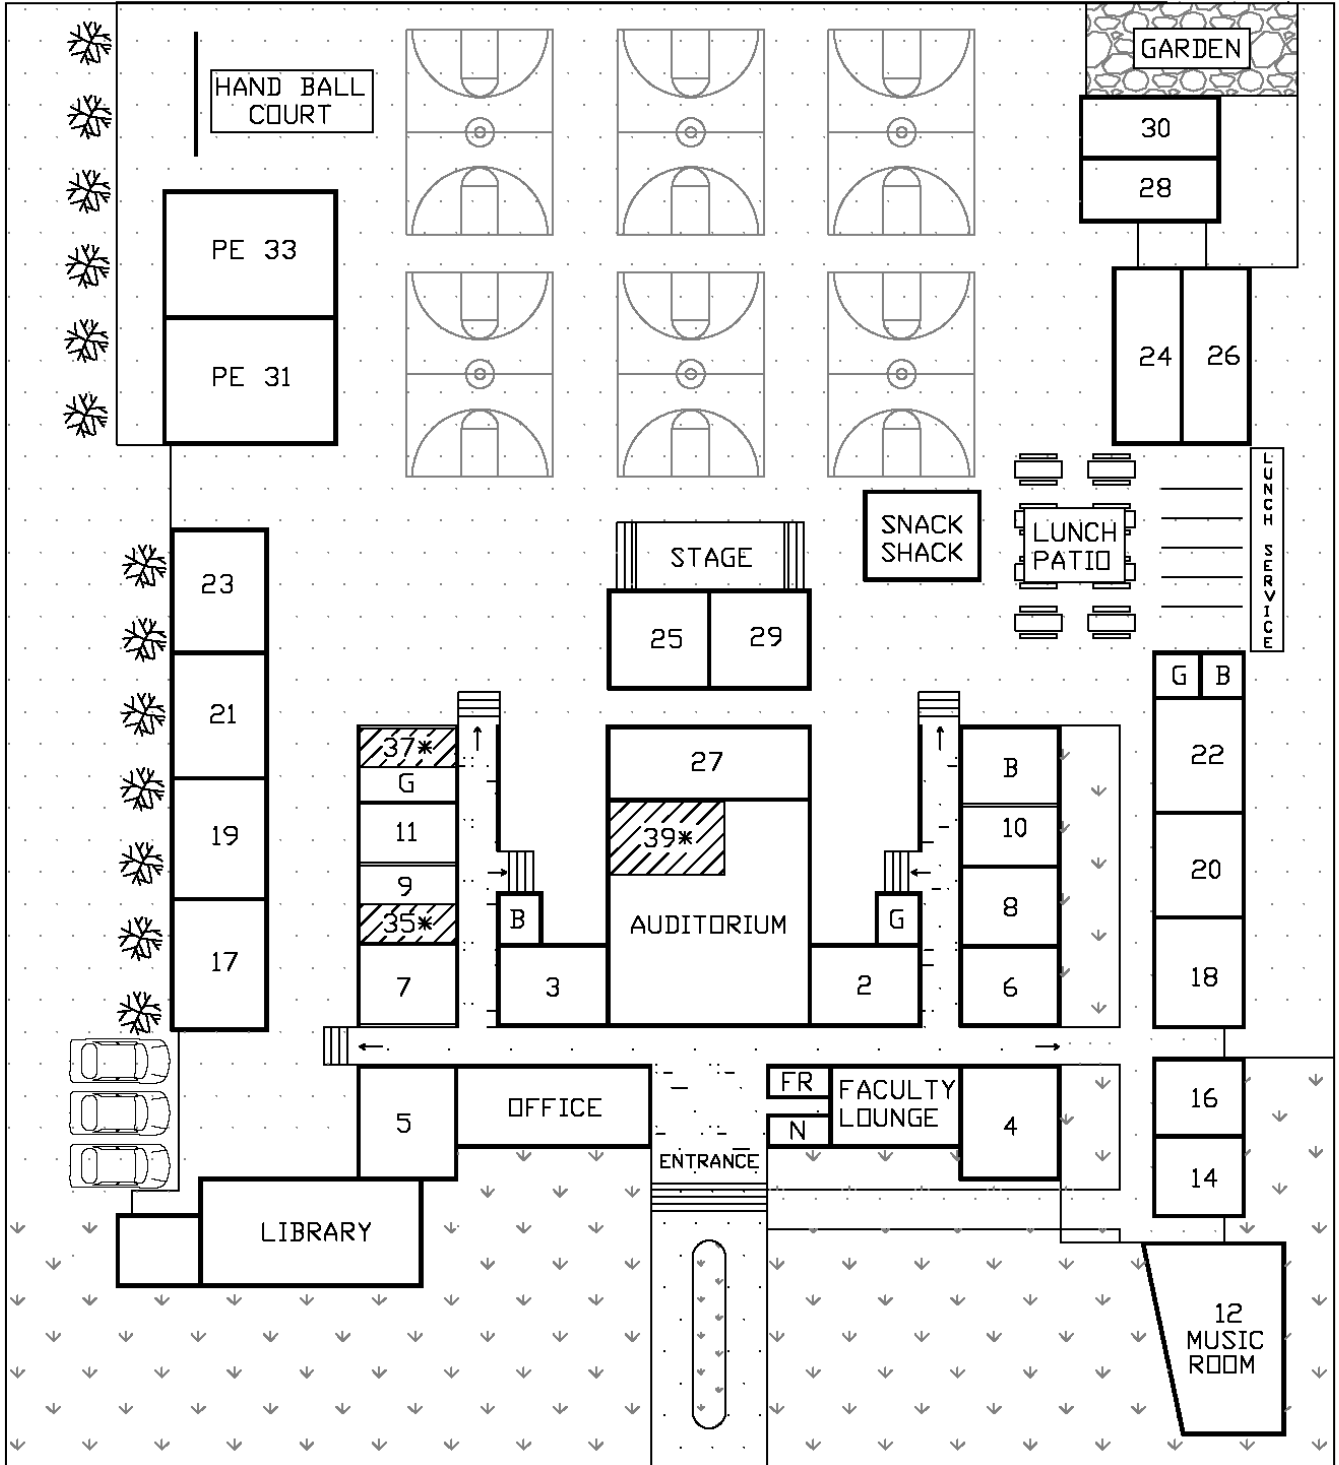 GARDEN
HAND BALL
COURT
30
28
PE 33
PE 31
24
26
LUNCH SERVICE
SNACK
SHACK
LUNCH
PATIO
STAGE
23
25
29
G
B
21
37*
G
27
B
22
11
39*
10
19
20
9
35*
B
AUDITORIUM
G
8
17
7
3
2
6
18
5
OFFICE
FR
FACULTY
LOUNGE
N
4
16
ENTRANCE
14
LIBRARY
12
MUSIC
ROOM